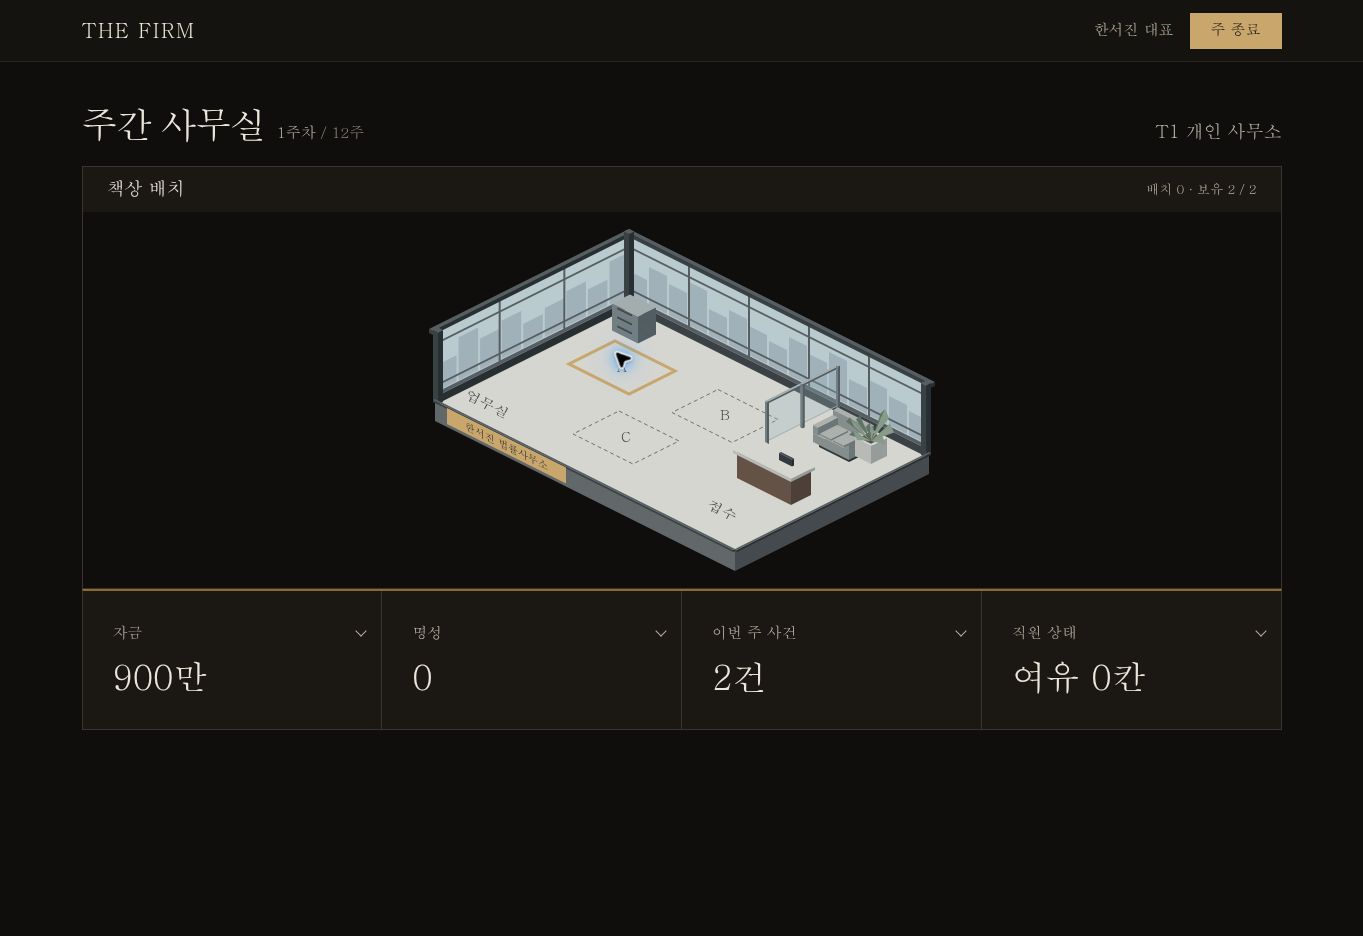 THE FIRM
한서진 대표
주 종료
주간 사무실 1주차 / 12주
T1 개인 사무소
책상 배치
배치 0 · 보유 2 / 2
업무실
한서진 법률사무소
B
C
접수
자금
900만
명성
0
이번 주 사건
2건
직원 상태
여유 0칸